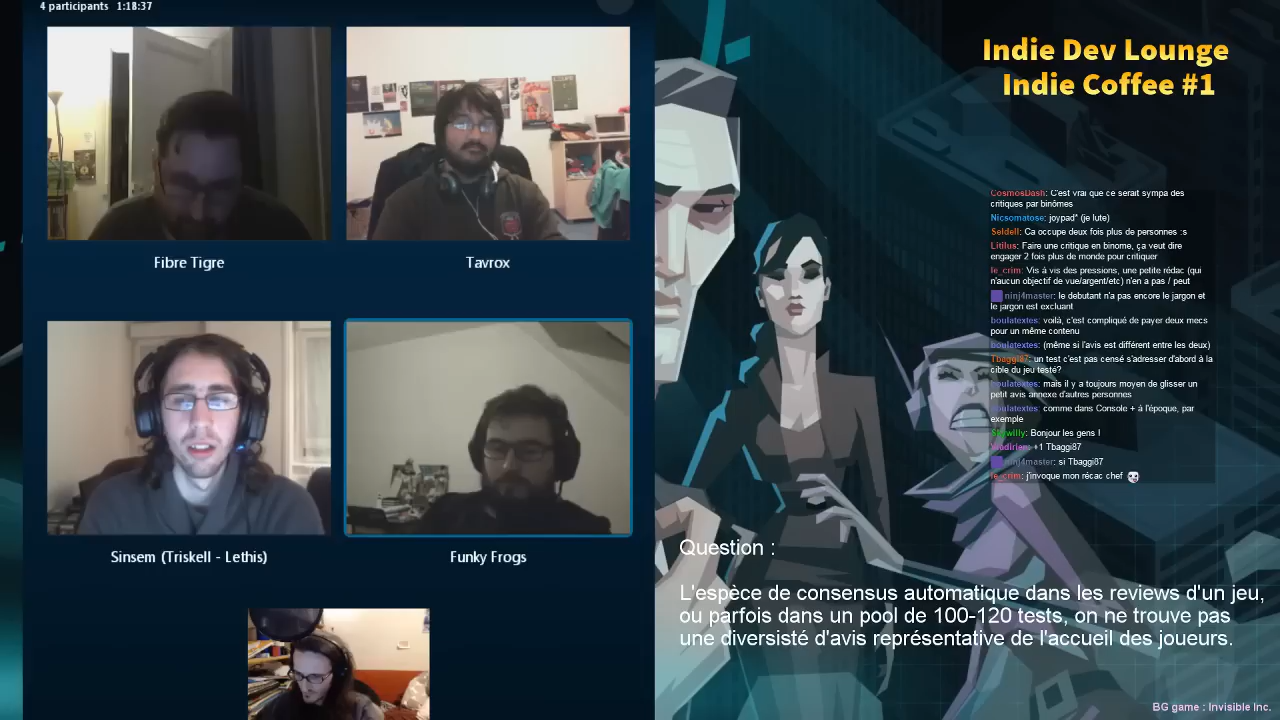 4 participants 1:18:37
Fibre Tigre
Tavrox
Sinsem (Triskell - Lethis)
Funky Frogs
Indie Dev Lounge
Indie Coffee #1
CosmosDash: C'est vrai que ce serait sympa des
critiques par binômes
Nicsomatose: joypad* (je lute)
Seldell: Ca occupe deux fois plus de personnes :s
Litilus: Faire une critique en binome, ça veut dire
engager 2 fois plus de monde pour critiquer
le_crim: Vis à vis des pressions, une petite rédac (qui
n'aucun objectif de vue/argent/etc) n'en a pas / peut
ninj4master: le debutant n'a pas encore le jargon et
le jargon est excluant
boulatextes: voilà, c'est compliqué de payer deux mecs
pour un même contenu
boulatextes: (même si l'avis est différent entre les deux)
Tbaggi87: un test c'est pas censé s'adresser d'abord à la
cible du jeu testé?
boulatextes: mais il y a toujours moyen de glisser un
petit avis annexe d'autres personnes
boulatextes: comme dans Console + à l'époque, par
exemple
Bonjour les gens !
+1 Tbaggi87
ninj4master: si Tbaggi87
le_crim: j'invoque mon récac chef
Question :
L'espèce de consensus automatique dans les reviews d'un jeu,
ou parfois dans un pool de 100-120 tests, on ne trouve pas
une diversisté d'avis représentative de l'accueil des joueurs.
BG game : Invisible Inc.